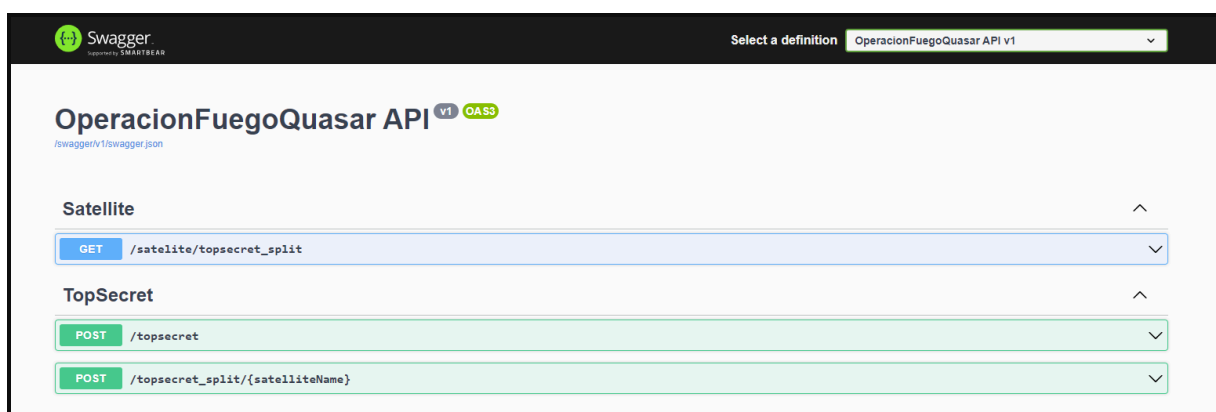 {··} Swagger. Select a definition OperacionFuegoQuasar API v1
Supported by SMARTBEAR
OperacionFuegoQuasar API v1 OAS3
/swagger/v1/swagger.json
Satellite
GET /satelite/topsecret_split
TopSecret
POST /topsecret
POST /topsecret_split/{satelliteName}